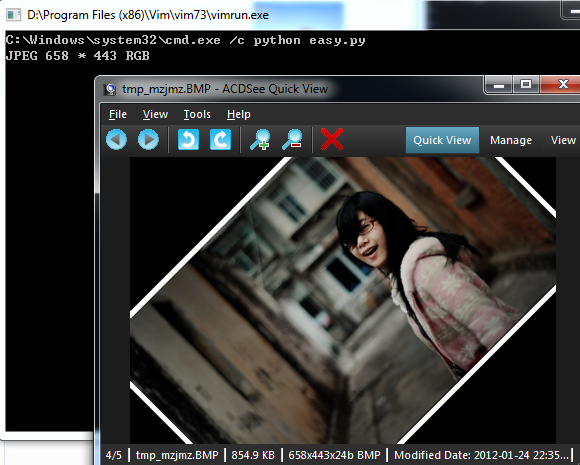 D:\Program Files (x86)\Vim\vim73\vimrun.exe
C:\Windows\system32\cmd.exe /c python easy.py
JPEG 658 * 443 RGB
tmp_mzjmz.BMP - ACDSee Quick View
File View Tools Help
Quick View Manage View
4/5 tmp_mzjmz.BMP 854.9 KB 658x443x24b BMP Modified Date: 2012-01-24 22:35...